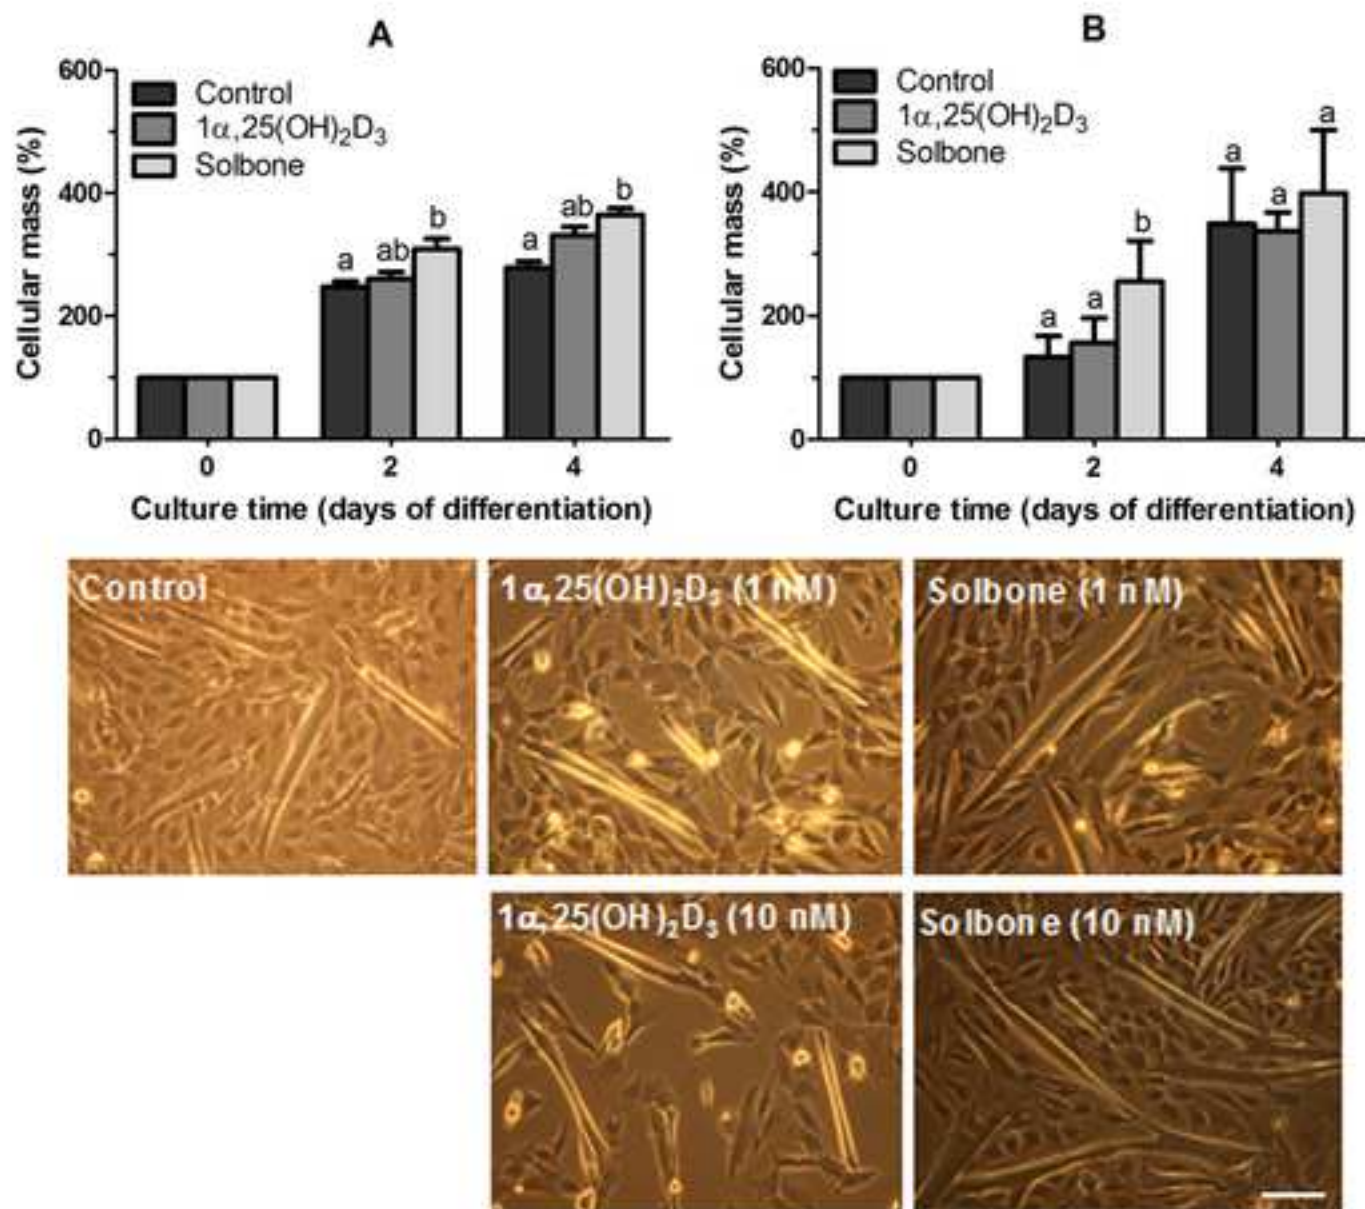 A
600
400
200
0
Cellular mass (%)
Control
1α,25(OH)₂D₃
Solbone
a
ab
b
a
ab
b
0
2
4
Culture time (days of differentiation)
B
600
400
200
0
Cellular mass (%)
Control
1α,25(OH)₂D₃
Solbone
a
a
b
a
a
a
0
2
4
Culture time (days of differentiation)
Control
1α,25(OH)₂D₃ (1 nM)
Solbone (1 nM)
1α,25(OH)₂D₃ (10 nM)
Solbone (10 nM)